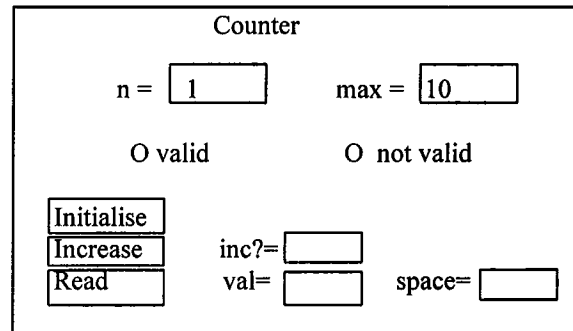 Counter
n = 1 max = 10
O valid O not valid
Initialise
Increase inc?=
Read val= space=